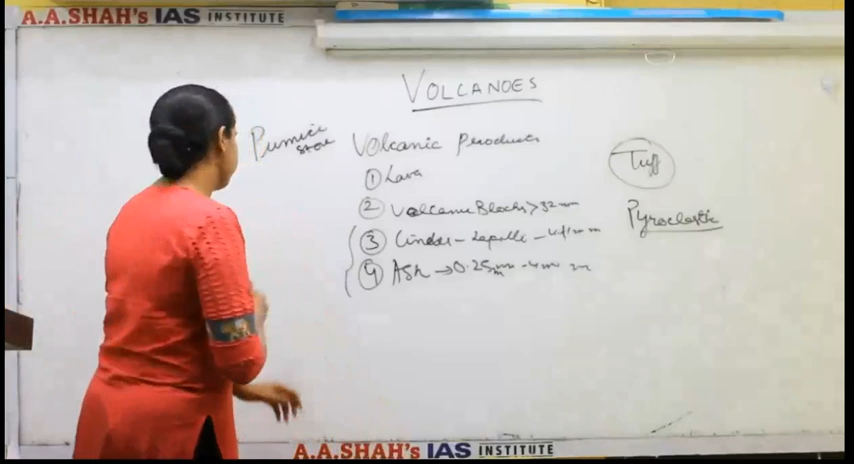 A.A.SHAH's IAS INSTITUTE
VOLCANOES
Pumice
Stone
Volcanic Products
① Lava
② Volcanic Blocks > 32 mm
③ Cinder - Lapilli -
④ Ash → 0.25 mm - 4 mm
Tuff
Pyroclastic
A.A.SHAH's IAS INSTITUTE